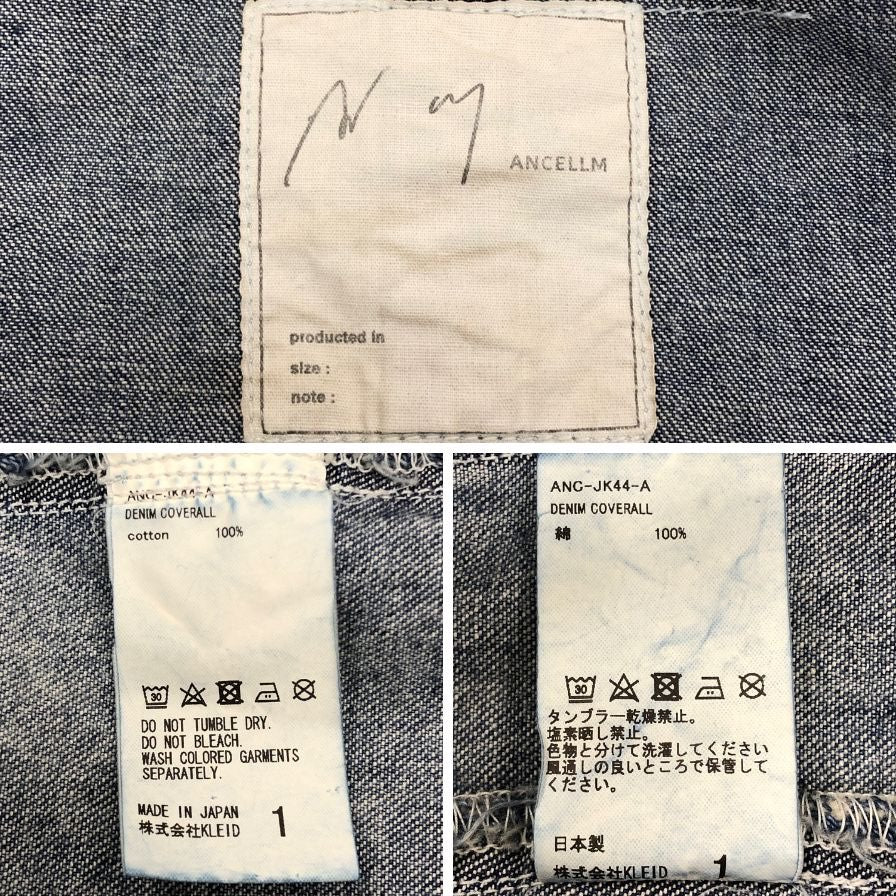 ANCELLM
producted in
size :
note :
ANC-JK44-A
DENIM COVERALL
cotton 100%
30
DO NOT TUMBLE DRY.
DO NOT BLEACH.
WASH COLORED GARMENTS
SEPARATELY.
MADE IN JAPAN
株式会社KLEID 1
ANC-JK44-A
DENIM COVERALL
綿 100%
30
タンブラー乾燥禁止。
塩素晒し禁止。
色物と分けて洗濯してください
風通しの良いところで保管して
ください。
日本製
株式会社KLEID 1